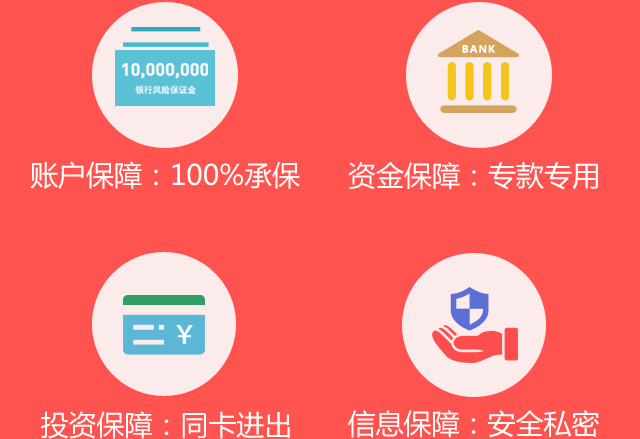 10,000,000
银行风险保证金
BANK
账户保障：100%承保
资金保障：专款专用
¥
投资保障：同卡进出
信息保障：安全私密